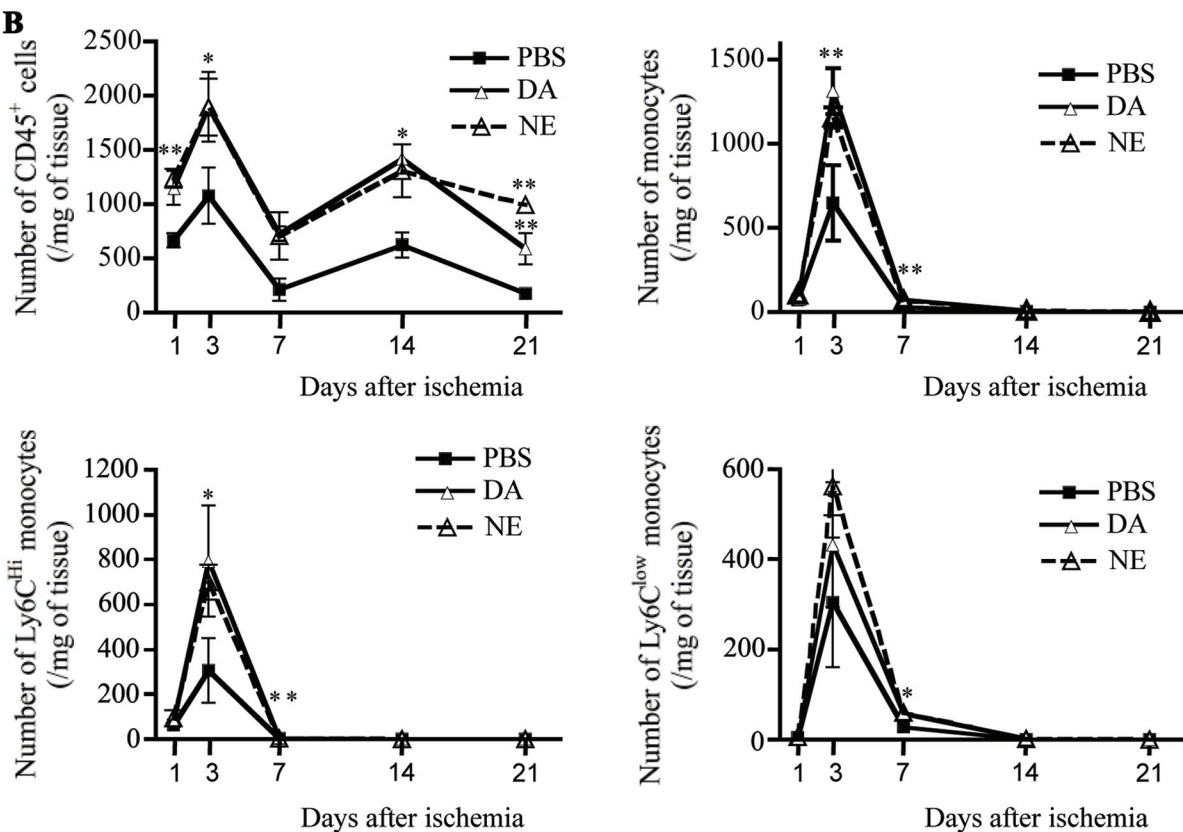 B
Number of CD45⁺ cells
(/mg of tissue)
2500
2000
1500
1000
500
0
**
*
*
**
**
PBS
DA
NE
1 3 7 14 21
Days after ischemia
Number of monocytes
(/mg of tissue)
1500
1000
500
0
**
**
PBS
DA
NE
1 3 7 14 21
Days after ischemia
Number of Ly6Cᴴⁱ monocytes
(/mg of tissue)
1200
1000
800
600
400
200
0
*
**
PBS
DA
NE
1 3 7 14 21
Days after ischemia
Number of Ly6Cˡᵒʷ monocytes
(/mg of tissue)
600
400
200
0
*
PBS
DA
NE
1 3 7 14 21
Days after ischemia